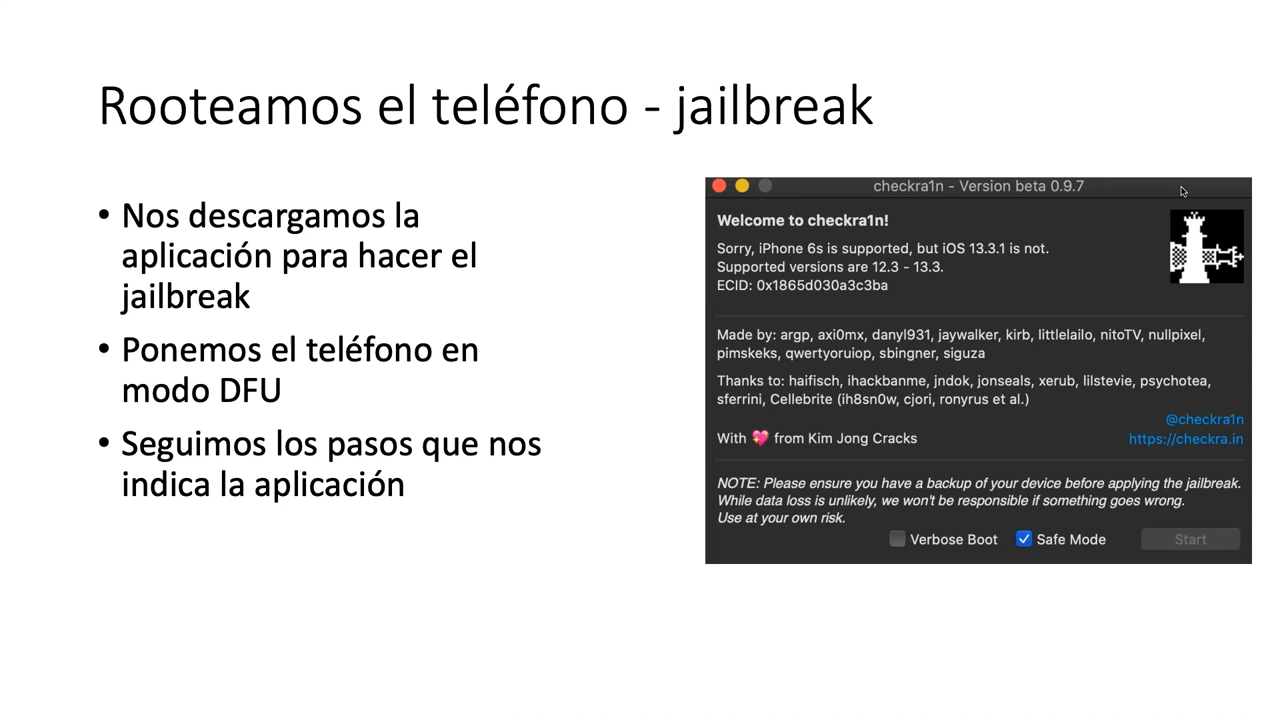 Rooteamos el teléfono - jailbreak
• Nos descargamos la
aplicación para hacer el
jailbreak
• Ponemos el teléfono en
modo DFU
• Seguimos los pasos que nos
indica la aplicación
checkra1n - Version beta 0.9.7
Welcome to checkra1n!
Sorry, iPhone 6s is supported, but iOS 13.3.1 is not.
Supported versions are 12.3 - 13.3.
ECID: 0x1865d030a3c3ba
Made by: argp, axi0mx, danyl931, jaywalker, kirb, littlelailo, nitoTV, nullpixel,
pimskeks, qwertyoruiop, sbingner, siguza
Thanks to: haifisch, ihackbanme, jndok, jonseals, xerub, lilstevie, psychotea,
sferrini, Cellebrite (ih8sn0w, cjori, ronyrus et al.)
@checkra1n
With 💖 from Kim Jong Cracks
https://checkra.in
NOTE: Please ensure you have a backup of your device before applying the jailbreak.
While data loss is unlikely, we won't be responsible if something goes wrong.
Use at your own risk.
Verbose Boot
Safe Mode
Start